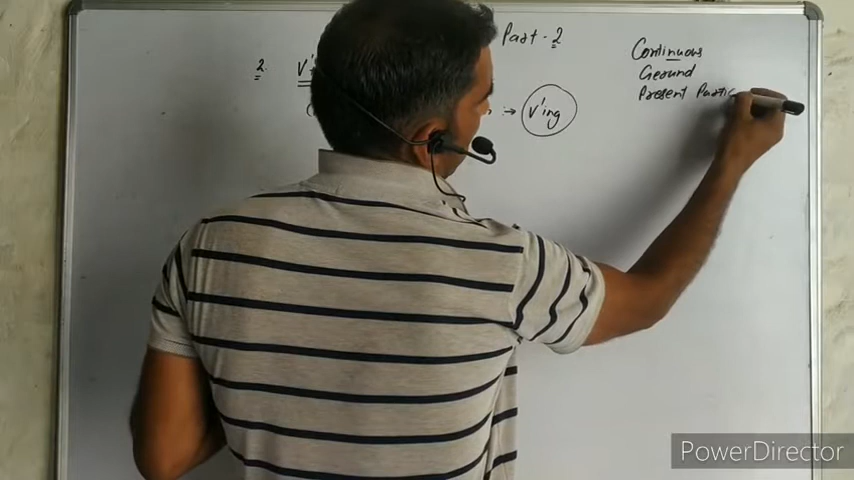 Part - 2
2. V'
→ V'ing
Continuous
Gerund
Present Partic
PowerDirector